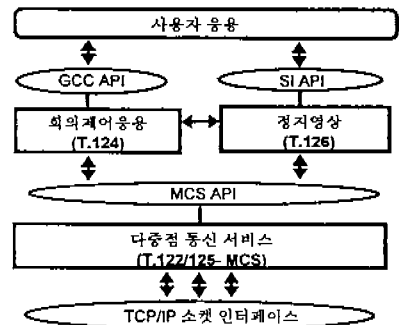 사용자 응용
GCC API
SI API
회의제어응용
(T.124)
정지영상
(T.126)
MCS API
다중점 통신 서비스
(T.122/125- MCS)
TCP/IP 소켓 인터페이스